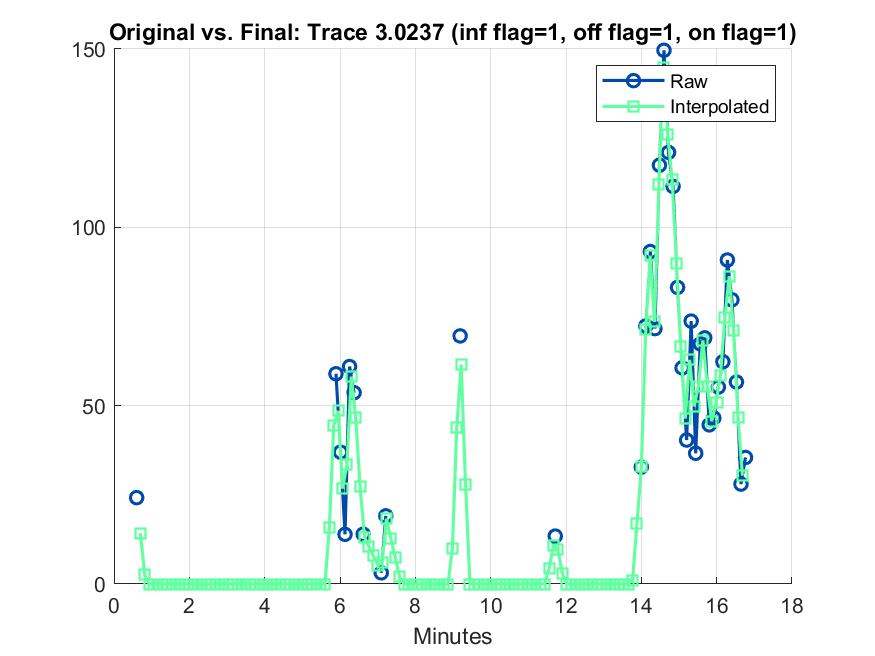 Original vs. Final: Trace 3.0237 (inf flag=1, off flag=1, on flag=1)
150
Raw
Interpolated
100
50
0
0 2 4 6 8 10 12 14 16 18
Minutes